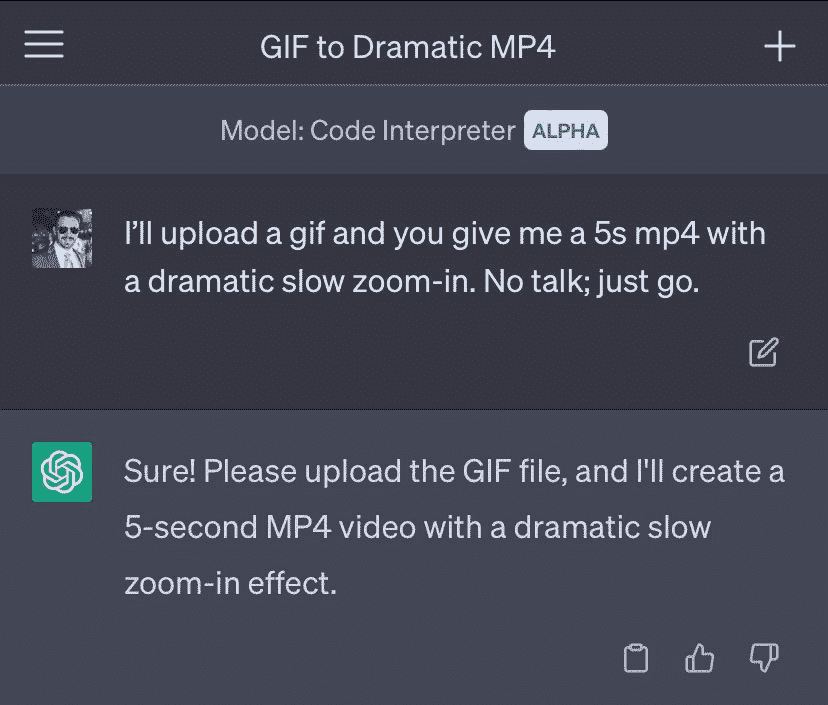 GIF to Dramatic MP4
Model: Code Interpreter ALPHA
I’ll upload a gif and you give me a 5s mp4 with
a dramatic slow zoom-in. No talk; just go.
Sure! Please upload the GIF file, and I'll create a
5-second MP4 video with a dramatic slow
zoom-in effect.